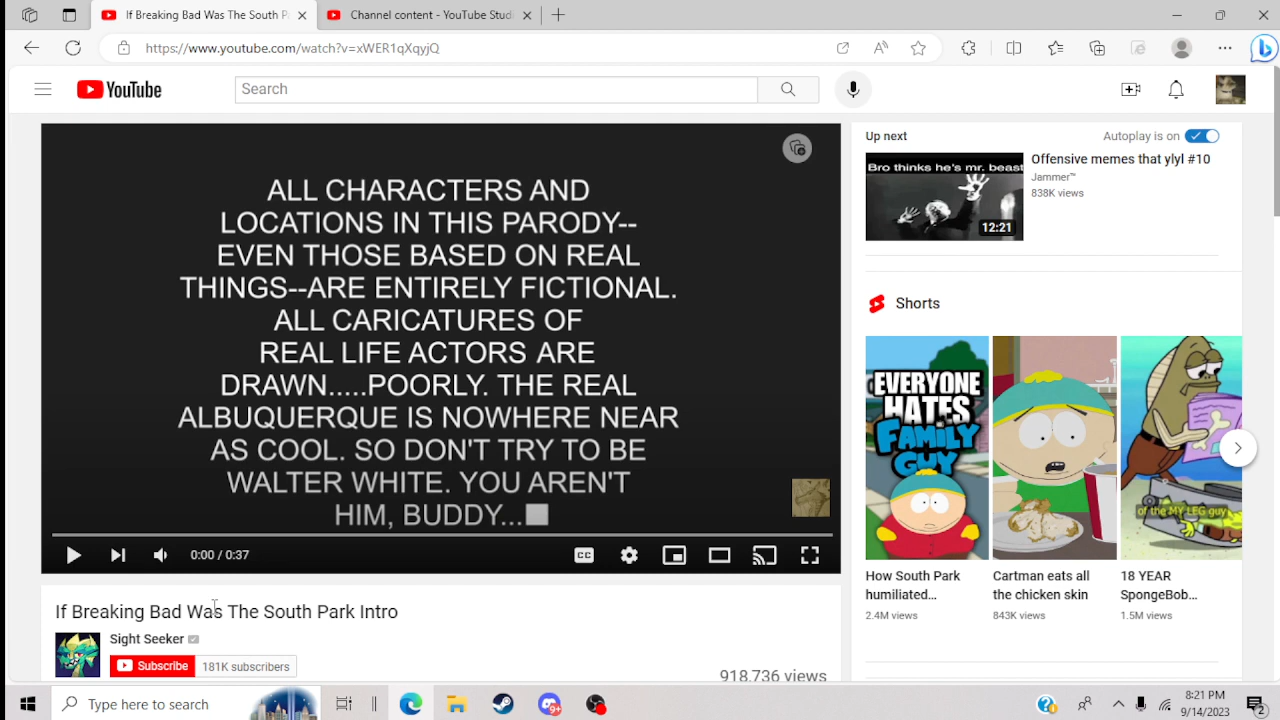 If Breaking Bad Was The South P
Channel content - YouTube Studi
https://www.youtube.com/watch?v=xWER1qXqyjQ
YouTube
Search
ALL CHARACTERS AND
LOCATIONS IN THIS PARODY--
EVEN THOSE BASED ON REAL
THINGS--ARE ENTIRELY FICTIONAL.
ALL CARICATURES OF
REAL LIFE ACTORS ARE
DRAWN.....POORLY. THE REAL
ALBUQUERQUE IS NOWHERE NEAR
AS COOL. SO DON'T TRY TO BE
WALTER WHITE. YOU AREN'T
HIM, BUDDY...
0:00 / 0:37
CC
If Breaking Bad Was The South Park Intro
Sight Seeker
Subscribe
181K subscribers
918,736 views
Up next
Autoplay is on
Bro thinks he's mr. beast
12:21
Offensive memes that ylyl #10
Jammer™
838K views
Shorts
EVERYONE
HATES
FAMILY
GUY
of the MY LEG guy
How South Park
humiliated...
2.4M views
Cartman eats all
the chicken skin
843K views
18 YEAR
SpongeBob...
1.5M views
Type here to search
8:21 PM
9/14/2023
2